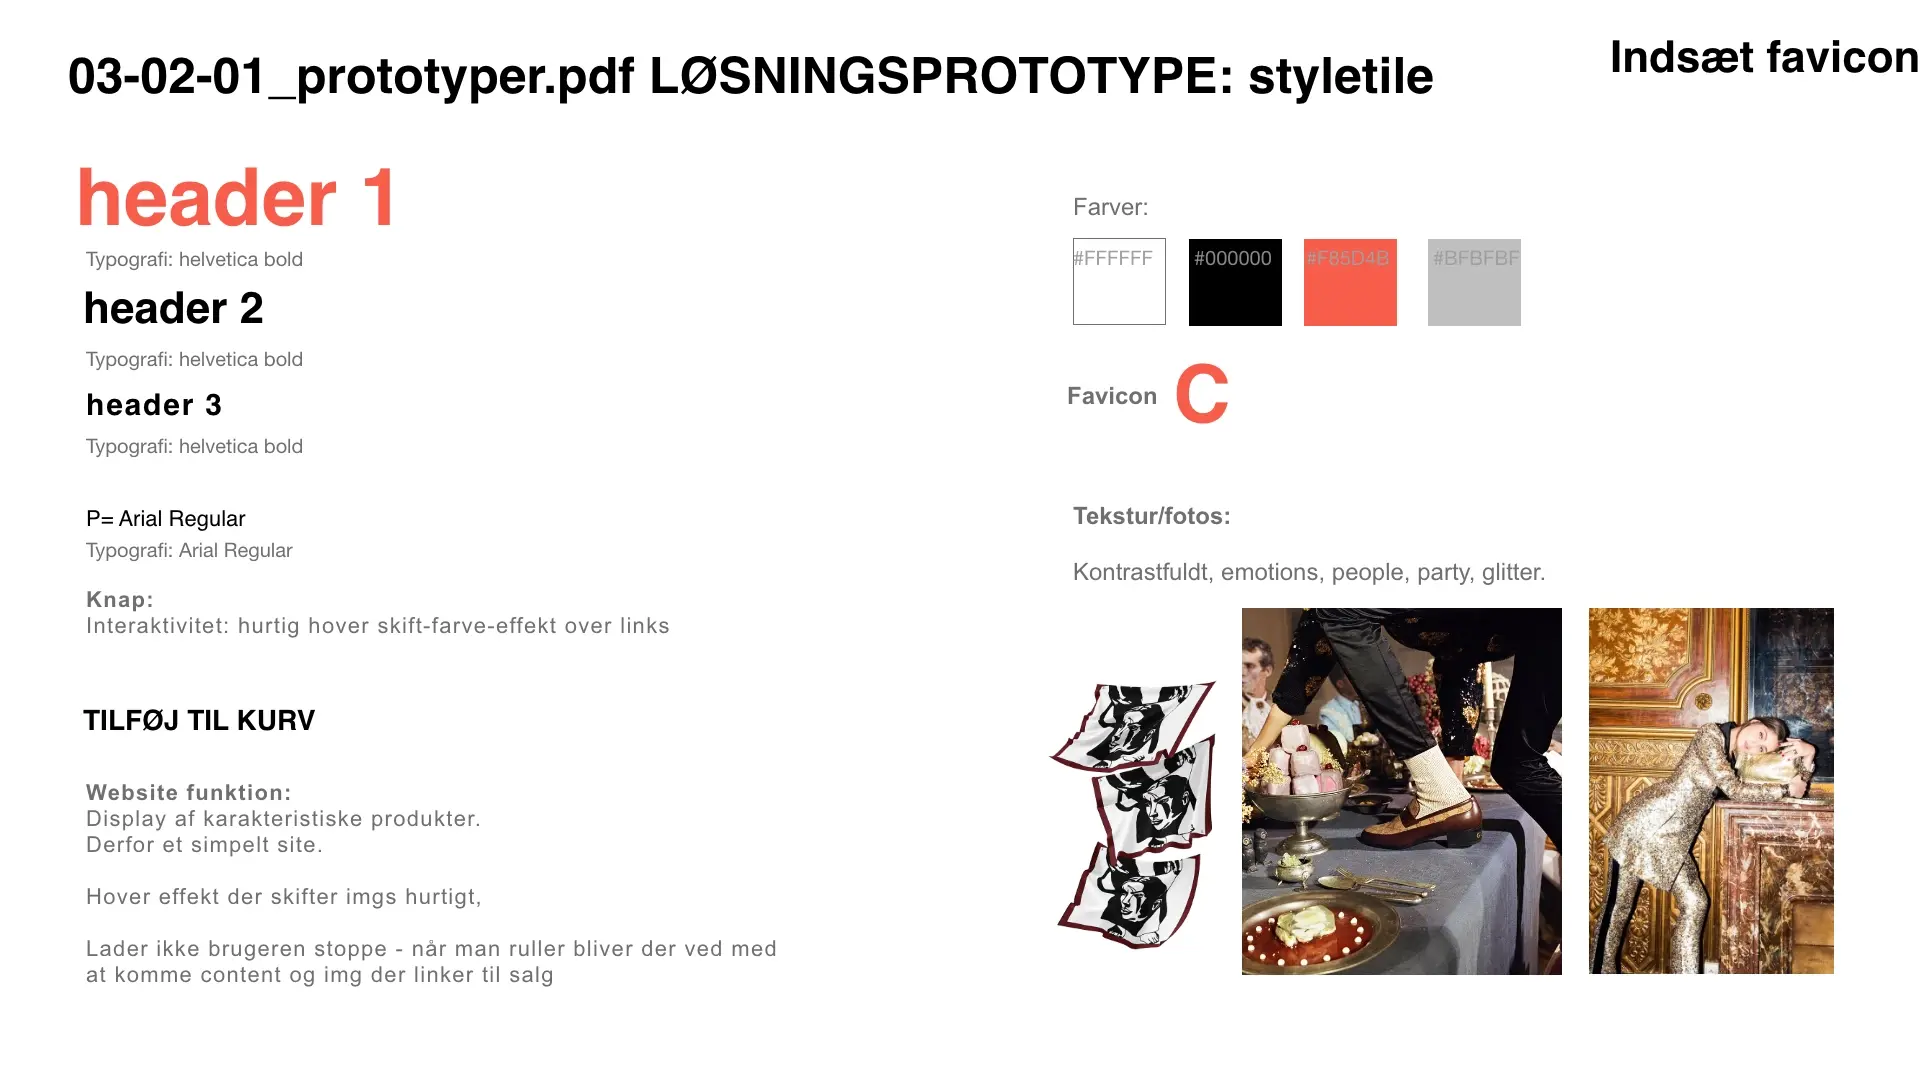 03-02-01_prototyper.pdf LØSNINGSPROTOTYPE: styletile
Indsæt favicon
header 1
Typografi: helvetica bold
header 2
Typografi: helvetica bold
header 3
Typografi: helvetica bold
P= Arial Regular
Typografi: Arial Regular
Knap:
Interaktivitet: hurtig hover skift-farve-effekt over links
TILFØJ TIL KURV
Website funktion:
Display af karakteristiske produkter.
Derfor et simpelt site.
Hover effekt der skifter imgs hurtigt,
Lader ikke brugeren stoppe - når man ruller bliver der ved med
at komme content og img der linker til salg
Farver:
#FFFFFF #000000 #F85D4B #BFBFBF
Favicon C
Tekstur/fotos:
Kontrastfuldt, emotions, people, party, glitter.